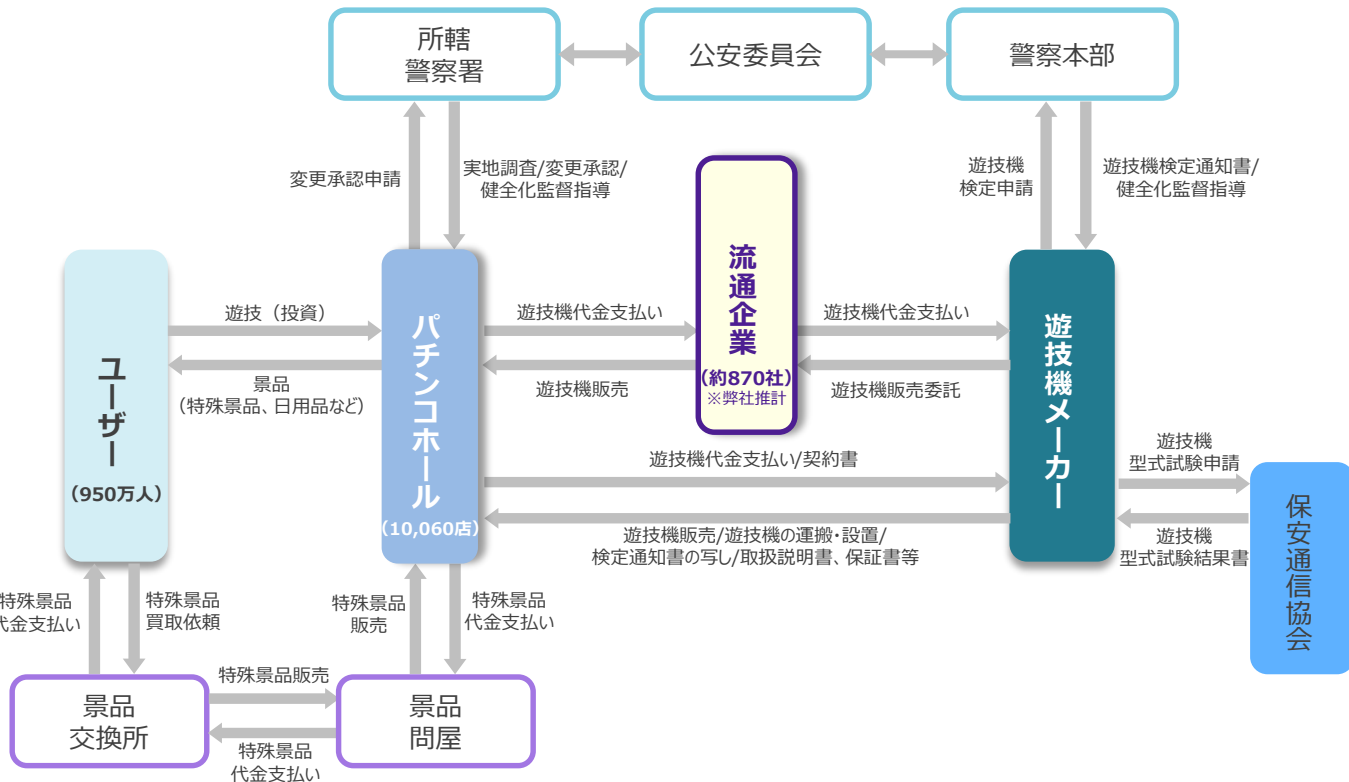 所轄
警察署
公安委員会
警察本部
変更承認申請
実地調査/変更承認/
健全化監督指導
遊技機
検定申請
遊技機検定通知書/
健全化監督指導
ユーザー
（950万人）
遊技（投資）
景品
（特殊景品、日用品など）
パチンコホール
（10,060店）
遊技機代金支払い
遊技機販売
流通企業
（約870社）
※弊社推計
遊技機代金支払い
遊技機販売委託
遊技機メーカー
遊技機代金支払い/契約書
遊技機販売/遊技機の運搬・設置/
検定通知書の写し/取扱説明書、保証書等
遊技機
型式試験申請
遊技機
型式試験結果書
保安通信協会
特殊景品
代金支払い
特殊景品
買取依頼
特殊景品
販売
特殊景品
代金支払い
景品
交換所
特殊景品販売
特殊景品
代金支払い
景品
問屋